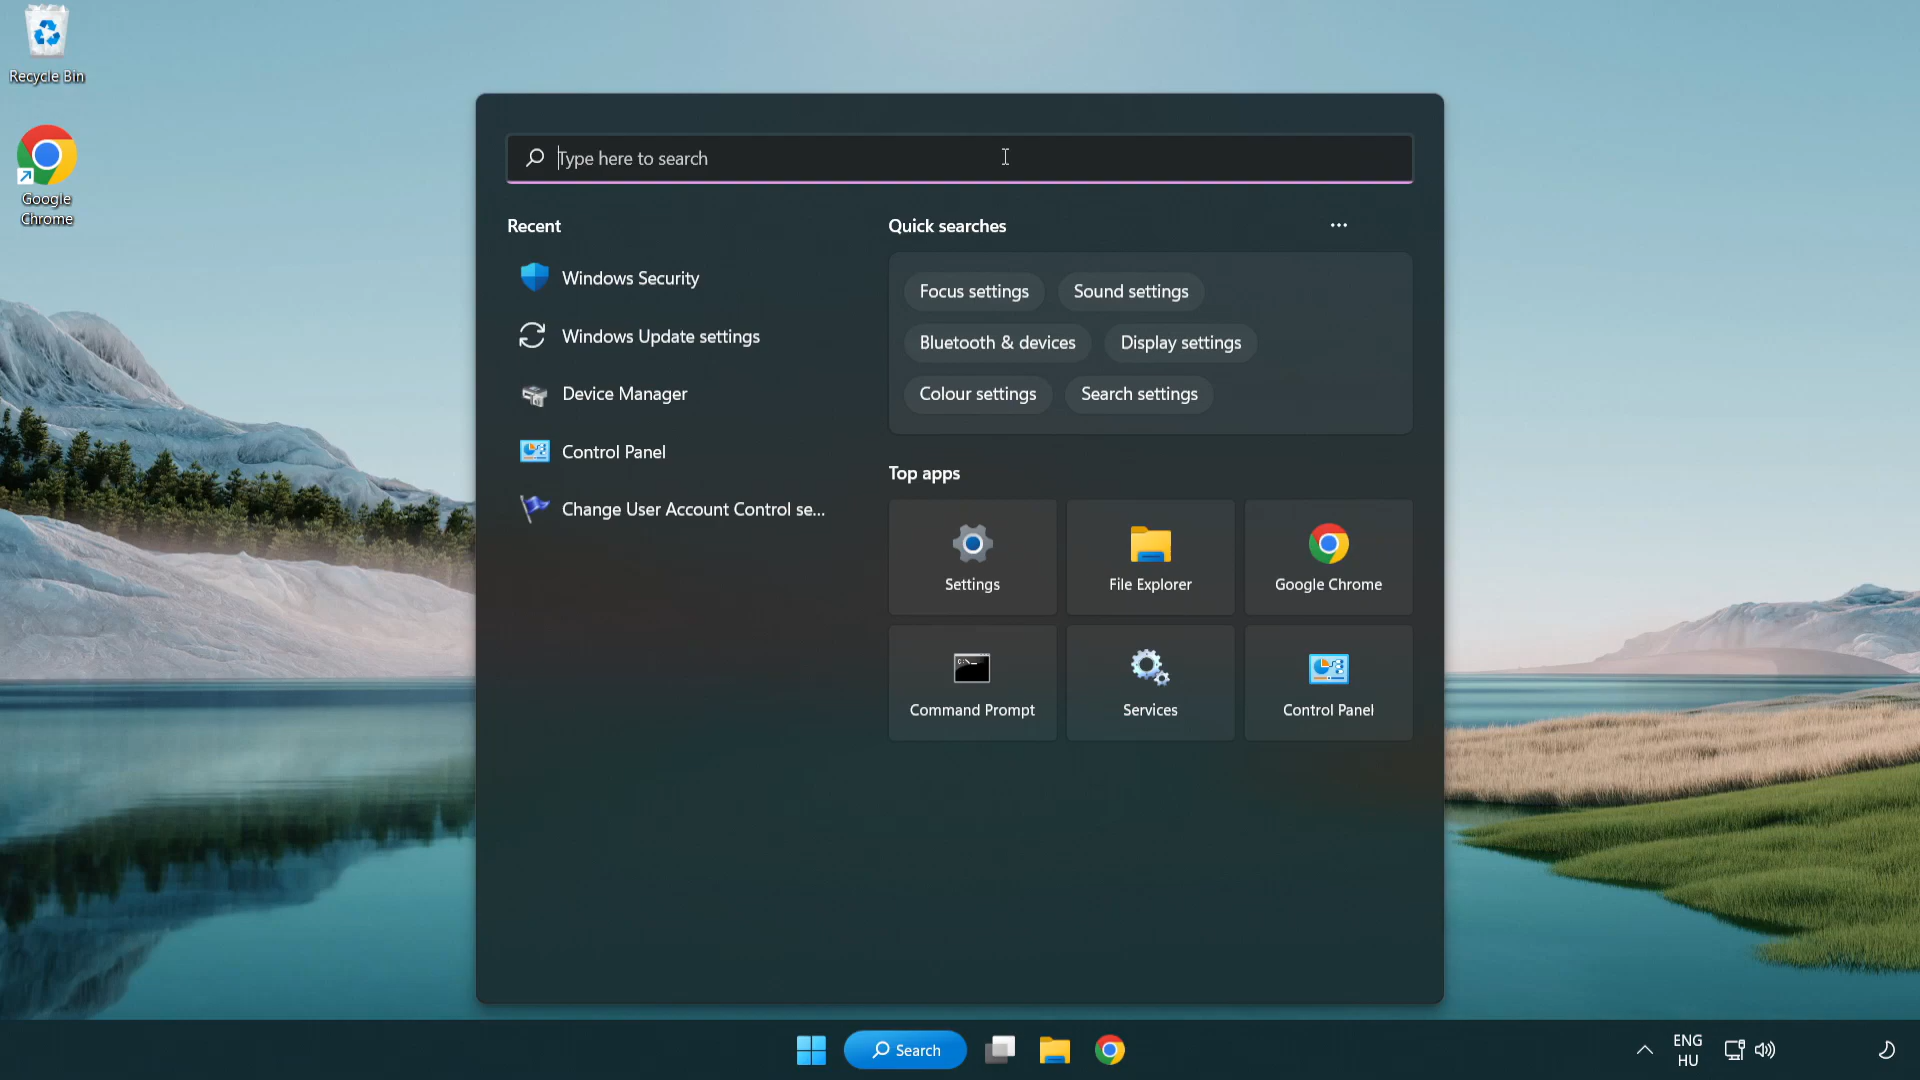 Recycle Bin
Google
Chrome
Type here to search
Recent
Windows Security
Windows Update settings
Device Manager
Control Panel
Change User Account Control se...
Quick searches
Focus settings
Sound settings
Bluetooth & devices
Display settings
Colour settings
Search settings
Top apps
Settings
File Explorer
Google Chrome
Command Prompt
Services
Control Panel
Search
ENG
HU